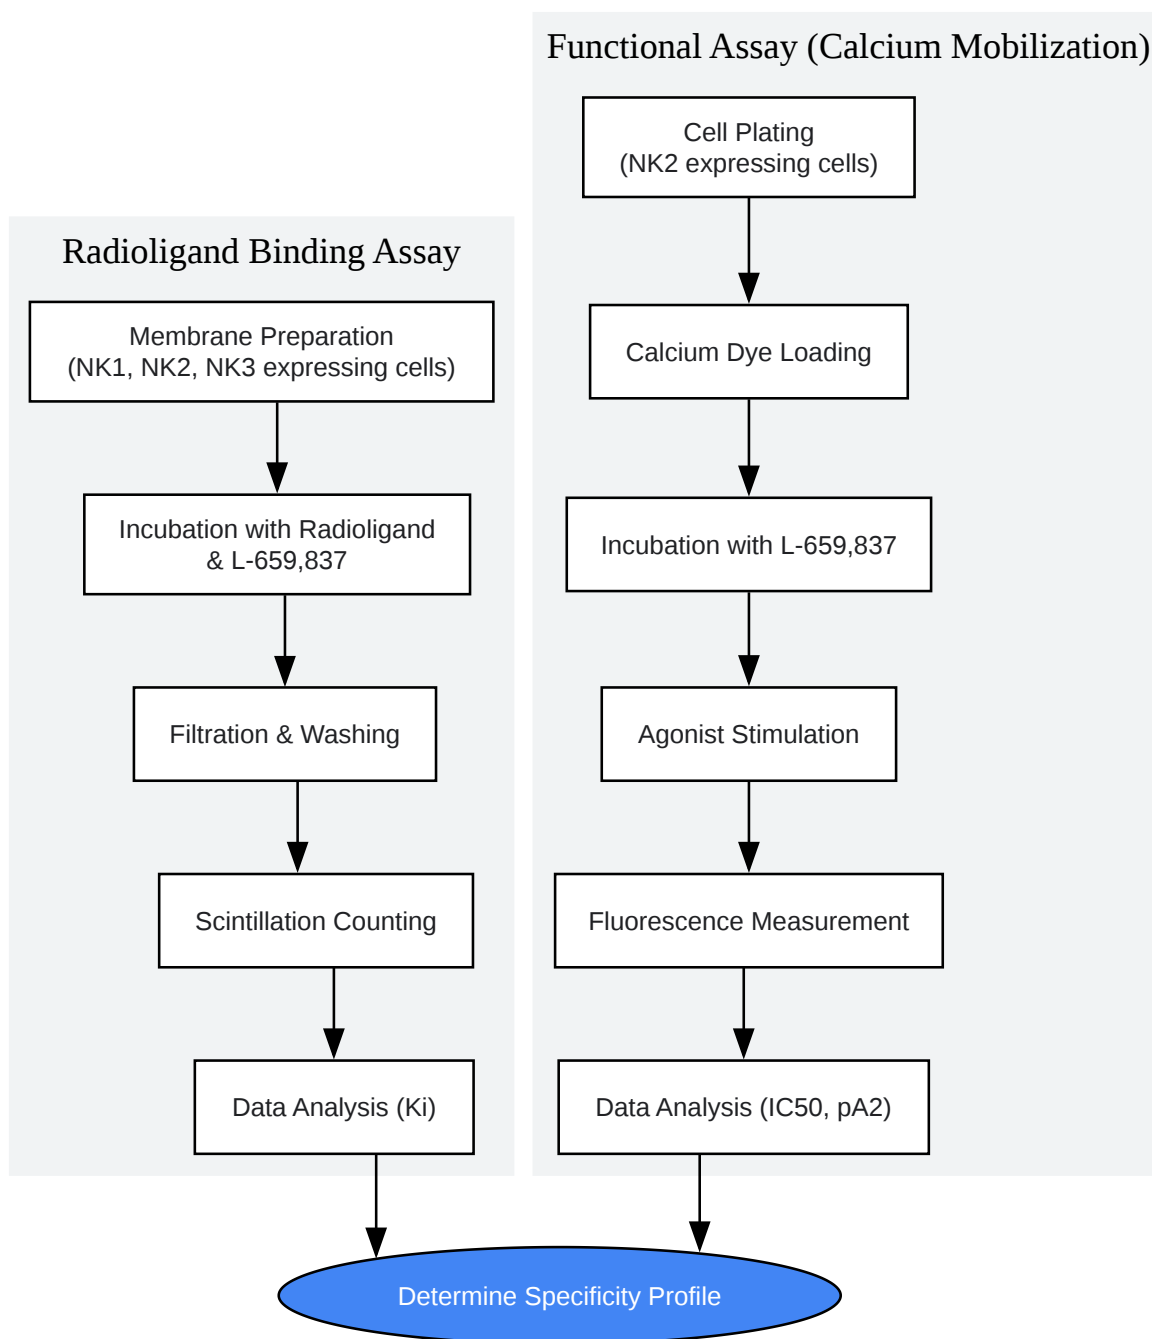 Radioligand Binding Assay
Membrane Preparation
(NK1, NK2, NK3 expressing cells)
Incubation with Radioligand
& L-659,837
Filtration & Washing
Scintillation Counting
Data Analysis (Ki)
Functional Assay (Calcium Mobilization)
Cell Plating
(NK2 expressing cells)
Calcium Dye Loading
Incubation with L-659,837
Agonist Stimulation
Fluorescence Measurement
Data Analysis (IC50, pA2)
Determine Specificity Profile